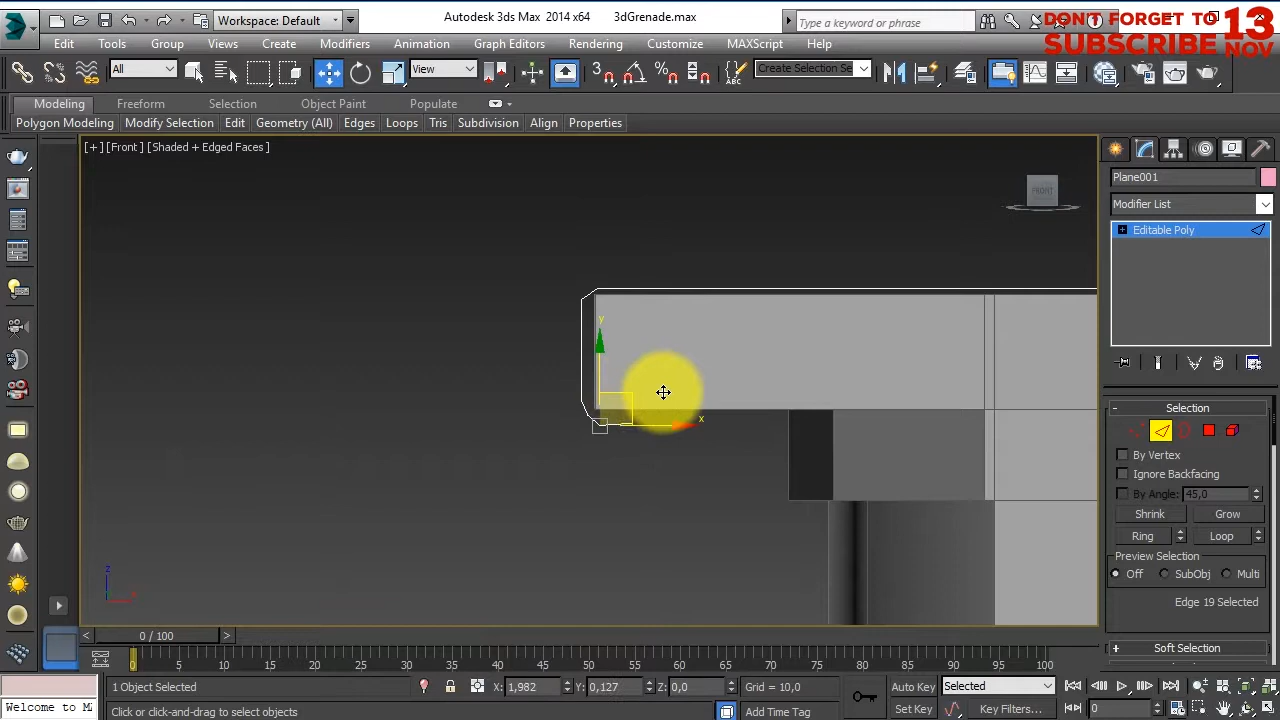 Workspace: Default
Autodesk 3ds Max 2014 x64 3dGrenade.max
Type a keyword or phrase
DON'T FORGET TO
SUBSCRIBE
13
NOV
Edit Tools Group Views Create Modifiers Animation Graph Editors Rendering Customize MAXScript Help
All
View
ABC
Create Selection Se
Modeling Freeform Selection Object Paint Populate
Polygon Modeling Modify Selection Edit Geometry (All) Edges Loops Tris Subdivision Align Properties
[+] [Front] [Shaded + Edged Faces]
FRONT
Plane001
Modifier List
Editable Poly
y
x
z
Selection
By Vertex
Ignore Backfacing
By Angle: 45,0
Shrink Grow
Ring Loop
Preview Selection
Off SubObj Multi
Edge 19 Selected
Soft Selection
0 / 100
0 5 10 15 20 25 30 35 40 45 50 55 60 65 70 75 80 85 90 95 100
1 Object Selected
X: 1,982 Y: 0,127 Z: 0,0 Grid = 10,0
Auto Key Selected
Welcome to M
Click or click-and-drag to select objects
Add Time Tag
Set Key Key Filters... 0